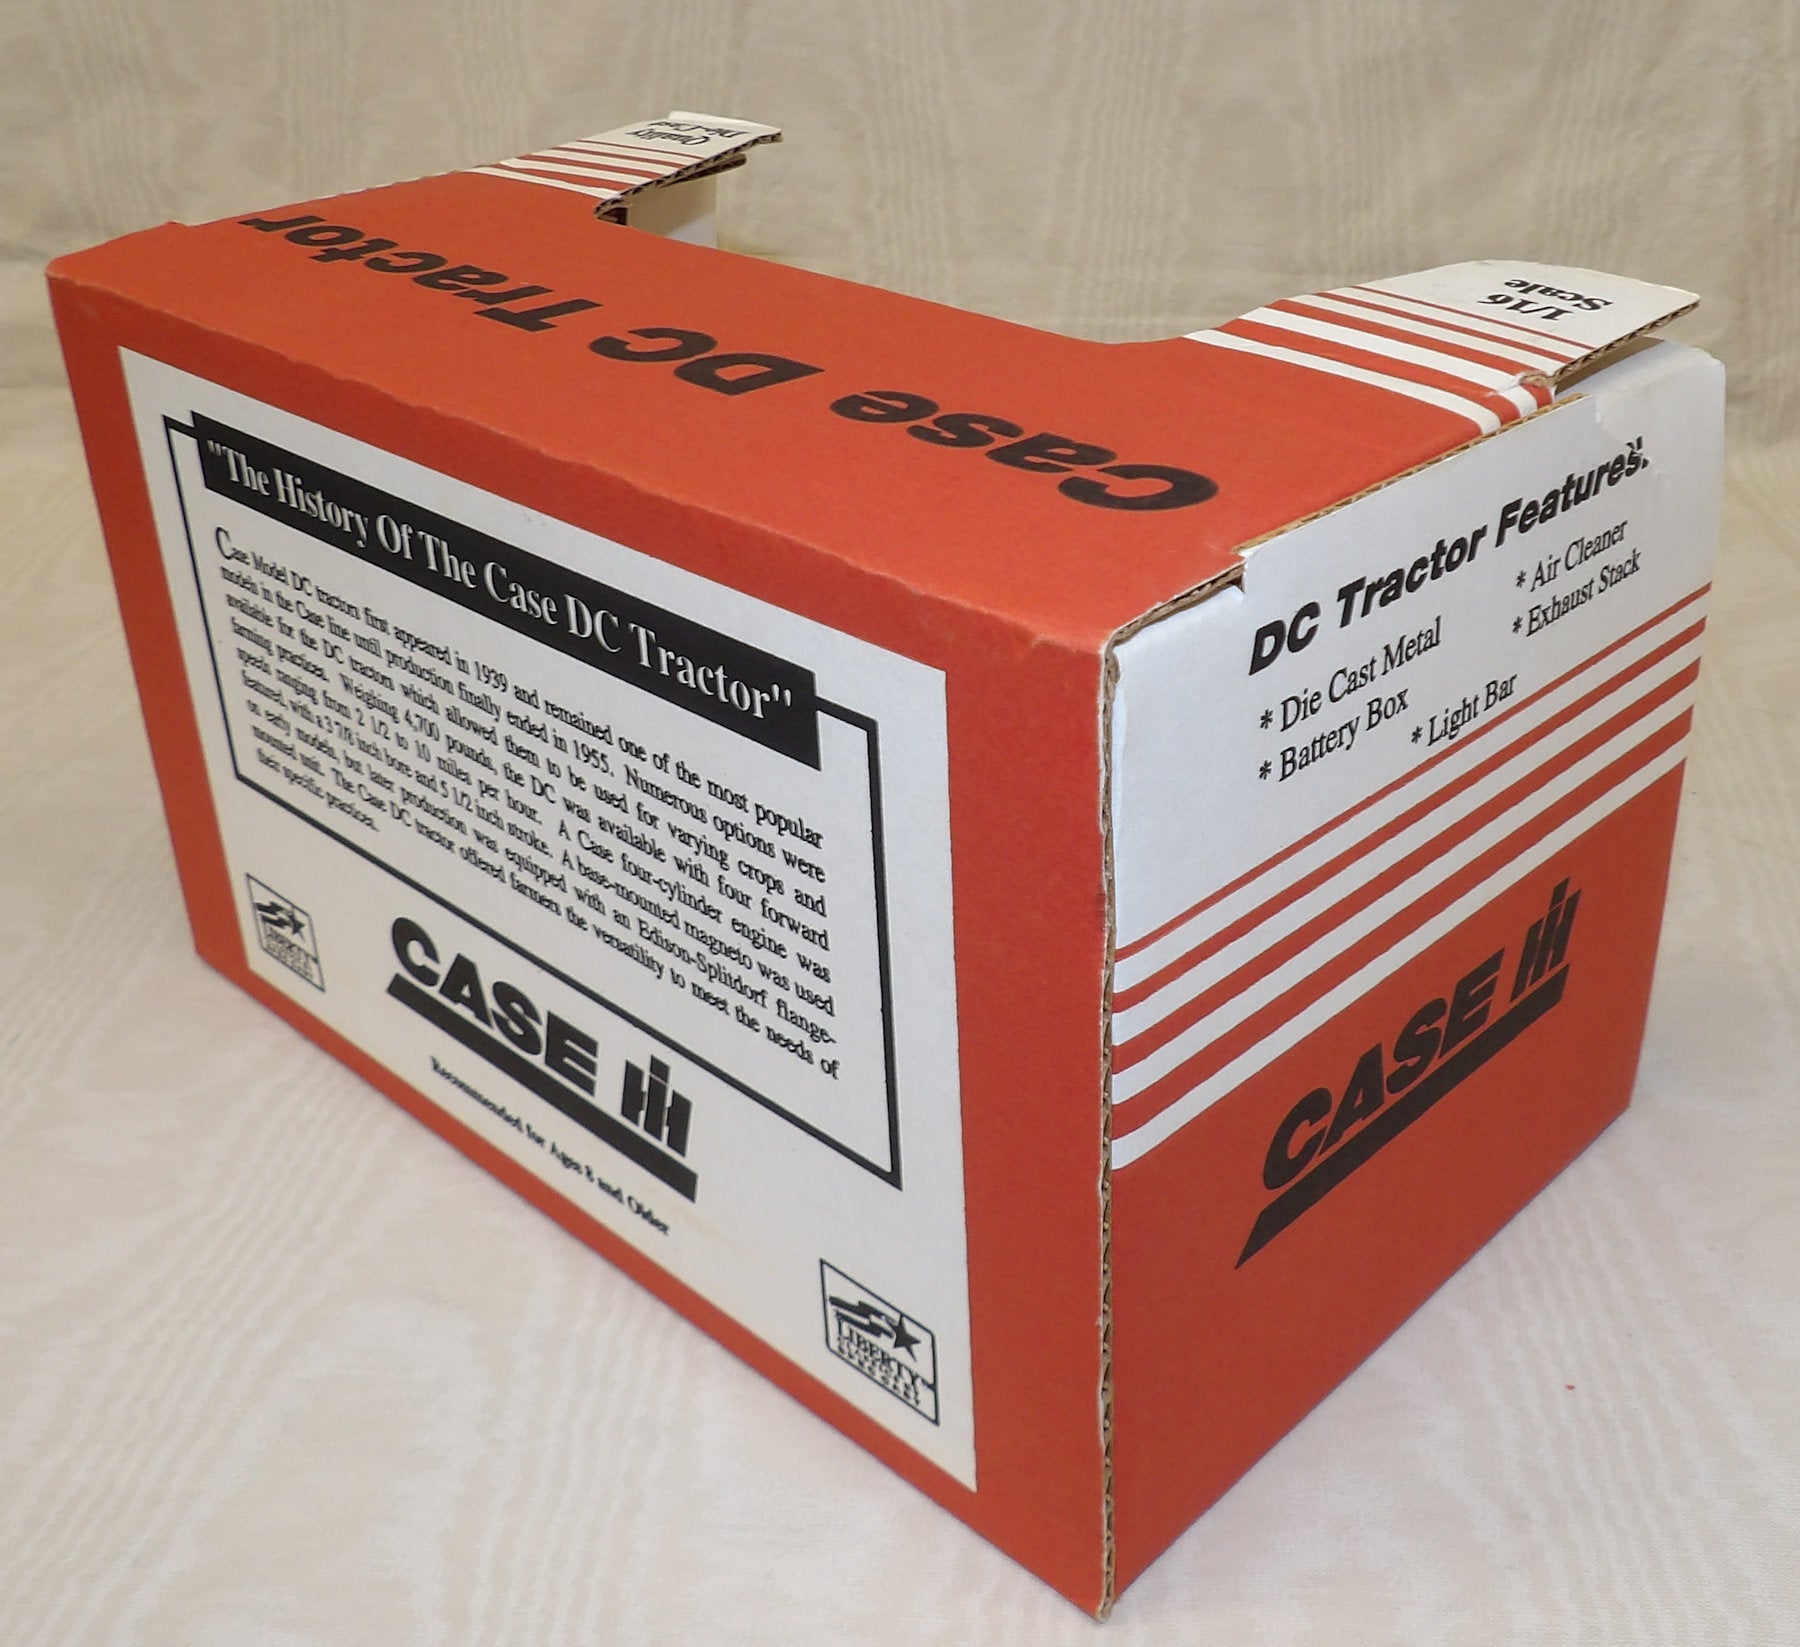 Quality
Die-Cast
1/16
Scale
Case DC Tractor
"The History Of The Case DC Tractor"
Case Model DC tractors first appeared in 1939 and remained one of the most popular
models in the Case line until production finally ended in 1955. Numerous options were
available for the DC tractors which allowed them to be used for varying crops and
farming practices. Weighing 4,700 pounds, the DC was available with four forward
speeds ranging from 2 1/2 to 10 miles per hour. A Case four-cylinder engine was
featured, with a 3 7/8 inch bore and 5 1/2 inch stroke. A base-mounted magneto was used
on early models, but later production was equipped with an Edison-Splitdorf flange-
mounted unit. The Case DC tractor offered farmers the versatility to meet the needs of
their specific practices.
CASE IH
Recommended for Ages 8 and Older
LIBERTY
LIBERTY
CLASSICS
SPECCAST
DC Tractor Features:
* Die Cast Metal
* Air Cleaner
* Battery Box
* Exhaust Stack
* Light Bar
CASE IH